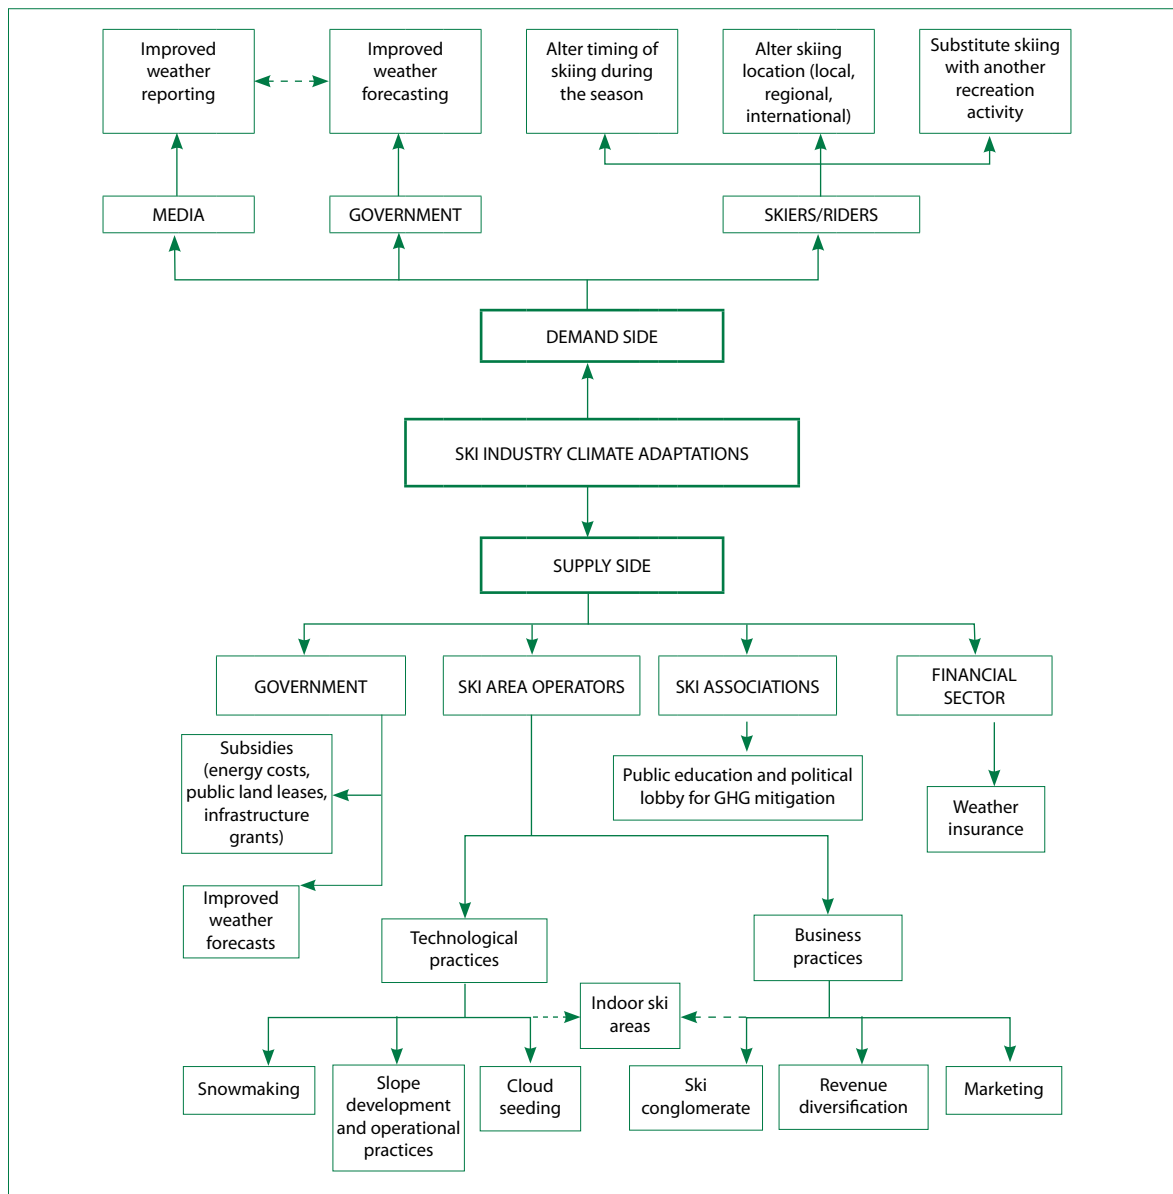 Improved
weather
reporting
Improved
weather
forecasting
Alter timing of
skiing during
the season
Alter skiing
location (local,
regional,
international)
Substitute skiing
with another
recreation
activity
MEDIA
GOVERNMENT
SKIERS/RIDERS
DEMAND SIDE
SKI INDUSTRY CLIMATE ADAPTATIONS
SUPPLY SIDE
GOVERNMENT
SKI AREA OPERATORS
SKI ASSOCIATIONS
FINANCIAL
SECTOR
Subsidies
(energy costs,
public land leases,
infrastructure
grants)
Public education and political
lobby for GHG mitigation
Weather
insurance
Improved
weather
forecasts
Technological
practices
Business
practices
Indoor ski
areas
Snowmaking
Slope
development
and operational
practices
Cloud
seeding
Ski
conglomerate
Revenue
diversification
Marketing